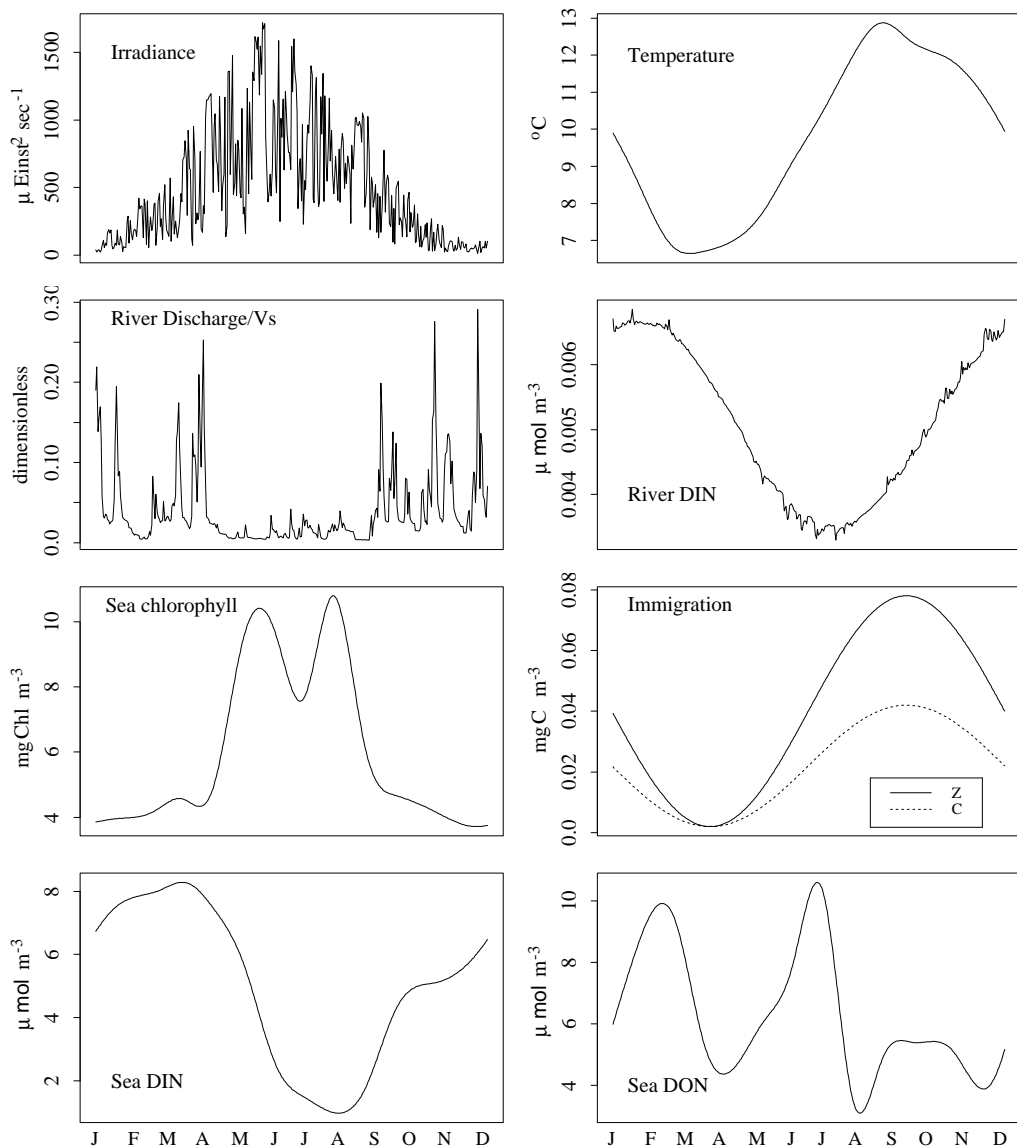 Irradiance
μ Einst² sec⁻¹
0
500
1000
1500
Temperature
ºC
7
8
9
10
11
12
13
River Discharge/Vs
dimensionless
0.0
0.10
0.20
0.30
River DIN
μ mol m⁻³
0.004
0.005
0.006
Sea chlorophyll
mgChl m⁻³
4
6
8
10
Immigration
mgC m⁻³
0.0
0.02
0.04
0.06
0.08
Z
C
Sea DIN
μ mol m⁻³
2
4
6
8
J F M A M J J A S O N D
Sea DON
μ mol m⁻³
4
6
8
10
J F M A M J J A S O N D